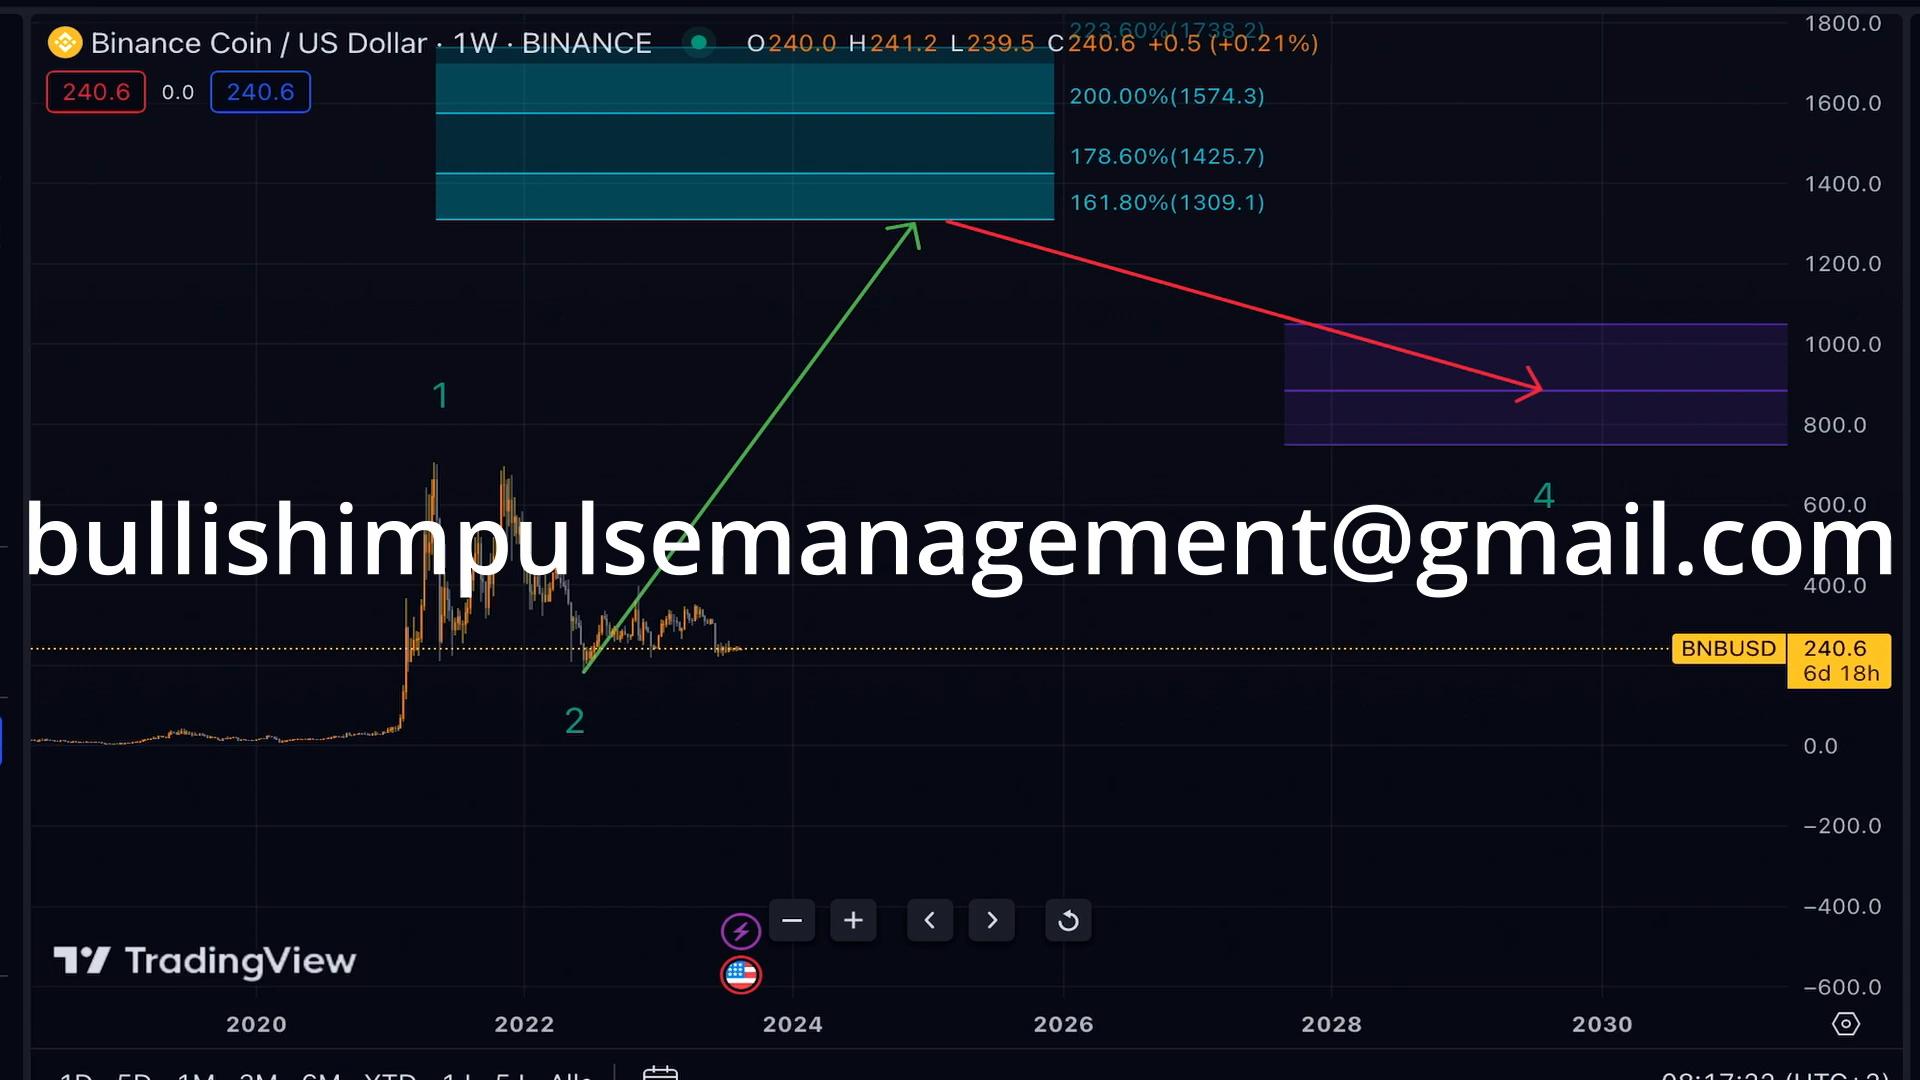 223.60%(1738.2)
Binance Coin / US Dollar · 1W · BINANCE O240.0 H241.2 L239.5 C240.6 +0.5 (+0.21%)
240.6 0.0 240.6
200.00%(1574.3)
178.60%(1425.7)
161.80%(1309.1)
1800.0
1600.0
1400.0
1200.0
1000.0
800.0
600.0
400.0
1
4
bullishimpulsemanagement@gmail.com
BNBUSD 240.6
6d 18h
2
0.0
−200.0
−400.0
−600.0
TradingView
2020 2022 2024 2026 2028 2030